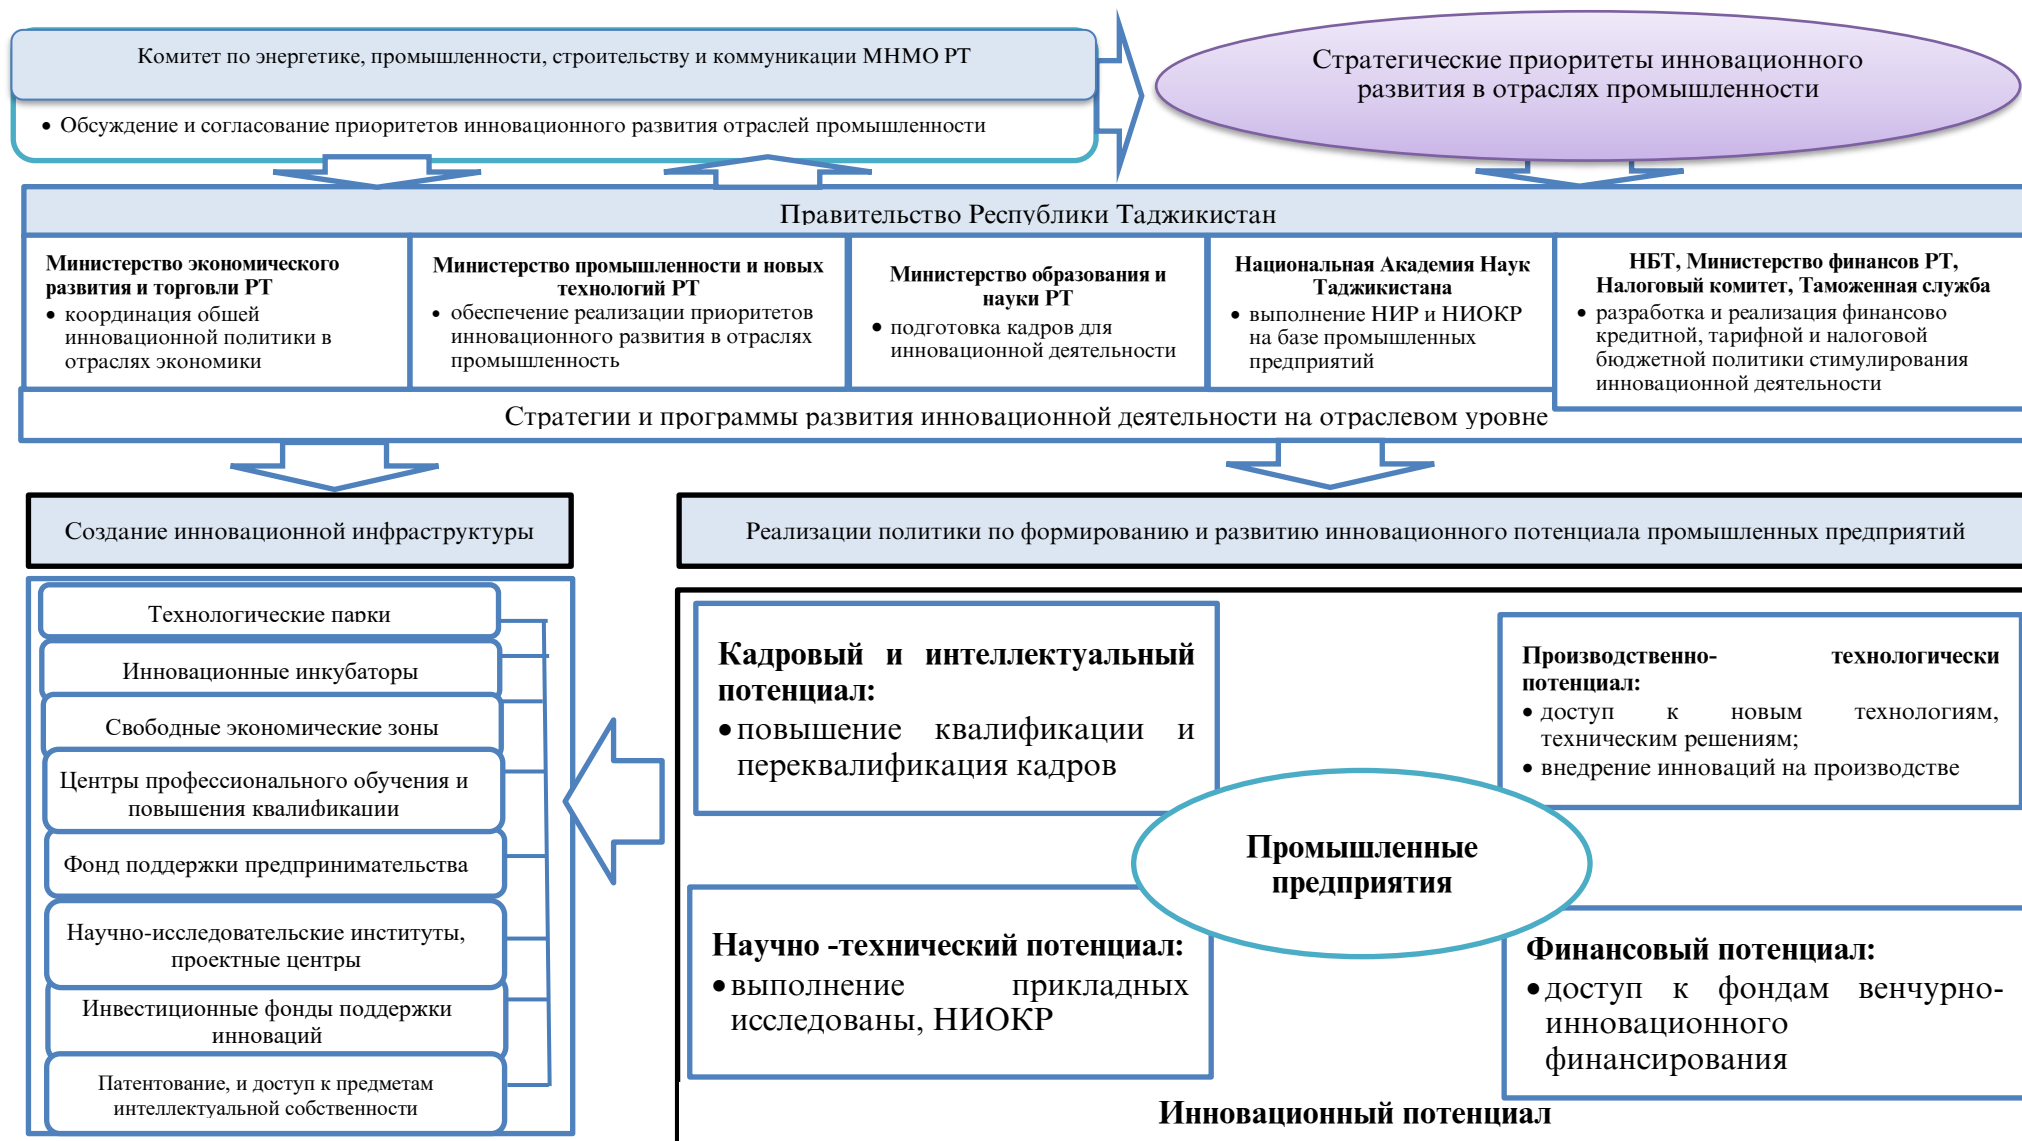 Комитет по энергетике, промышленности, строительству и коммуникации МНМО РТ
• Обсуждение и согласование приоритетов инновационного развития отраслей промышленности
Стратегические приоритеты инновационного
развития в отраслях промышленности
Правительство Республики Таджикистан
Министерство экономического
развития и торговли РТ
• координация обшей
инновационной политики в
отраслях экономики
Министерство промышленности и новых
технологий РТ
• обеспечение реализации приоритетов
инновационного развития в отраслях
промышленность
Министерство образования и
науки РТ
• подготовка кадров для
инновационной деятельности
Национальная Академия Наук
Таджикистана
• выполнение НИР и НИОКР
на базе промышленных
предприятий
НБТ, Министерство финансов РТ,
Налоговый комитет, Таможенная служба
• разработка и реализация финансово
кредитной, тарифной и налоговой
бюджетной политики стимулирования
инновационной деятельности
Стратегии и программы развития инновационной деятельности на отраслевом уровне
Создание инновационной инфраструктуры
Технологические парки
Инновационные инкубаторы
Свободные экономические зоны
Центры профессионального обучения и
повышения квалификации
Фонд поддержки предпринимательства
Научно-исследовательские институты,
проектные центры
Инвестиционные фонды поддержки
инноваций
Патентование, и доступ к предметам
интеллектуальной собственности
Реализации политики по формированию и развитию инновационного потенциала промышленных предприятий
Кадровый и интеллектуальный
потенциал:
• повышение квалификации и
переквалификация кадров
Производственно- технологически
потенциал:
• доступ к новым технологиям,
техническим решениям;
• внедрение инноваций на производстве
Промышленные
предприятия
Научно -технический потенциал:
• выполнение прикладных
исследованы, НИОКР
Финансовый потенциал:
• доступ к фондам венчурно-
инновационного
финансирования
Инновационный потенциал